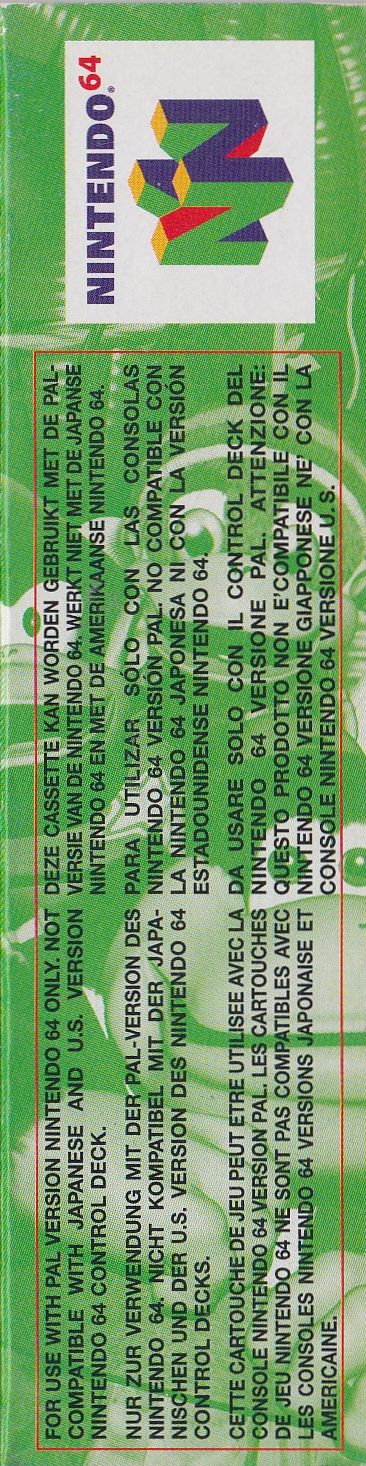 NINTENDO®64
FOR USE WITH PAL VERSION NINTENDO 64 ONLY. NOT
COMPATIBLE WITH JAPANESE AND U.S. VERSION
NINTENDO 64 CONTROL DECK.
NUR ZUR VERWENDUNG MIT DER PAL-VERSION DES
NINTENDO 64. NICHT KOMPATIBEL MIT DER JAPA-
NISCHEN UND DER U.S. VERSION DES NINTENDO 64
CONTROL DECKS.
CETTE CARTOUCHE DE JEU PEUT ETRE UTILISEE AVEC LA
CONSOLE NINTENDO 64 VERSION PAL. LES CARTOUCHES
DE JEU NINTENDO 64 NE SONT PAS COMPATIBLES AVEC
LES CONSOLES NINTENDO 64 VERSIONS JAPONAISE ET
AMERICAINE.
DEZE CASSETTE KAN WORDEN GEBRUIKT MET DE PAL-
VERSIE VAN DE NINTENDO 64. WERKT NIET MET DE JAPANSE
NINTENDO 64 EN MET DE AMERIKAANSE NINTENDO 64.
PARA UTILIZAR SÓLO CON LAS CONSOLAS
NINTENDO 64 VERSIÓN PAL. NO COMPATIBLE CON
LA NINTENDO 64 JAPONESA NI CON LA VERSIÓN
ESTADOUNIDENSE NINTENDO 64.
DA USARE SOLO CON IL CONTROL DECK DEL
NINTENDO 64 VERSIONE PAL. ATTENZIONE:
QUESTO PRODOTTO NON E'COMPATIBILE CON IL
NINTENDO 64 VERSIONE GIAPPONESE NE' CON LA
CONSOLE NINTENDO 64 VERSIONE U. S.